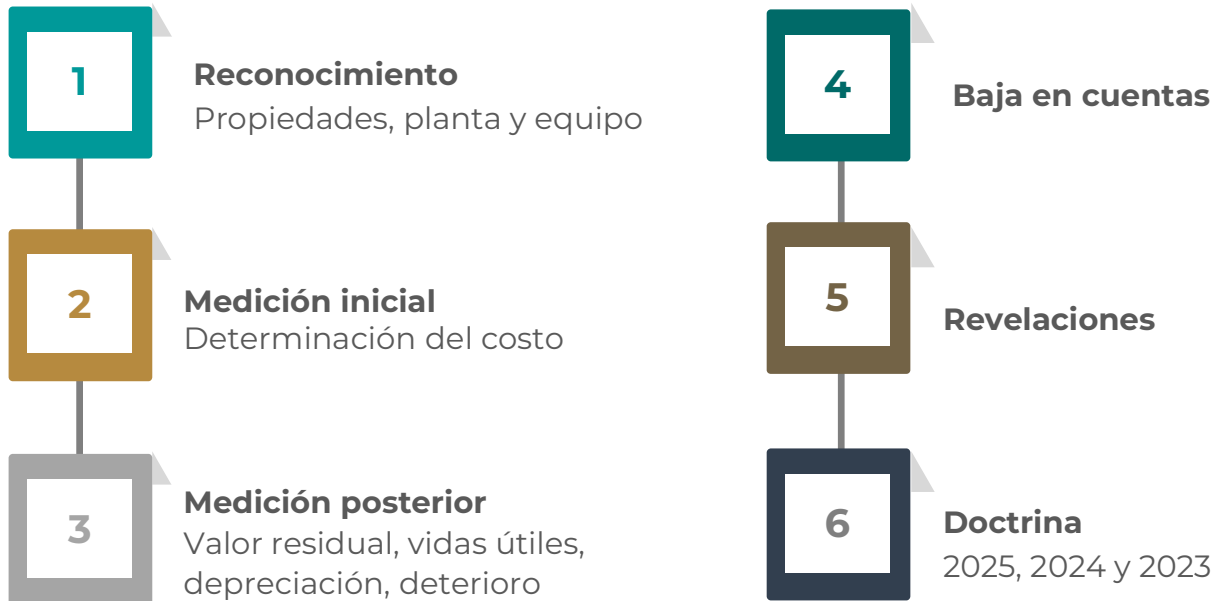 1
Reconocimiento
Propiedades, planta y equipo
2
Medición inicial
Determinación del costo
3
Medición posterior
Valor residual, vidas útiles,
depreciación, deterioro
4
Baja en cuentas
5
Revelaciones
6
Doctrina
2025, 2024 y 2023